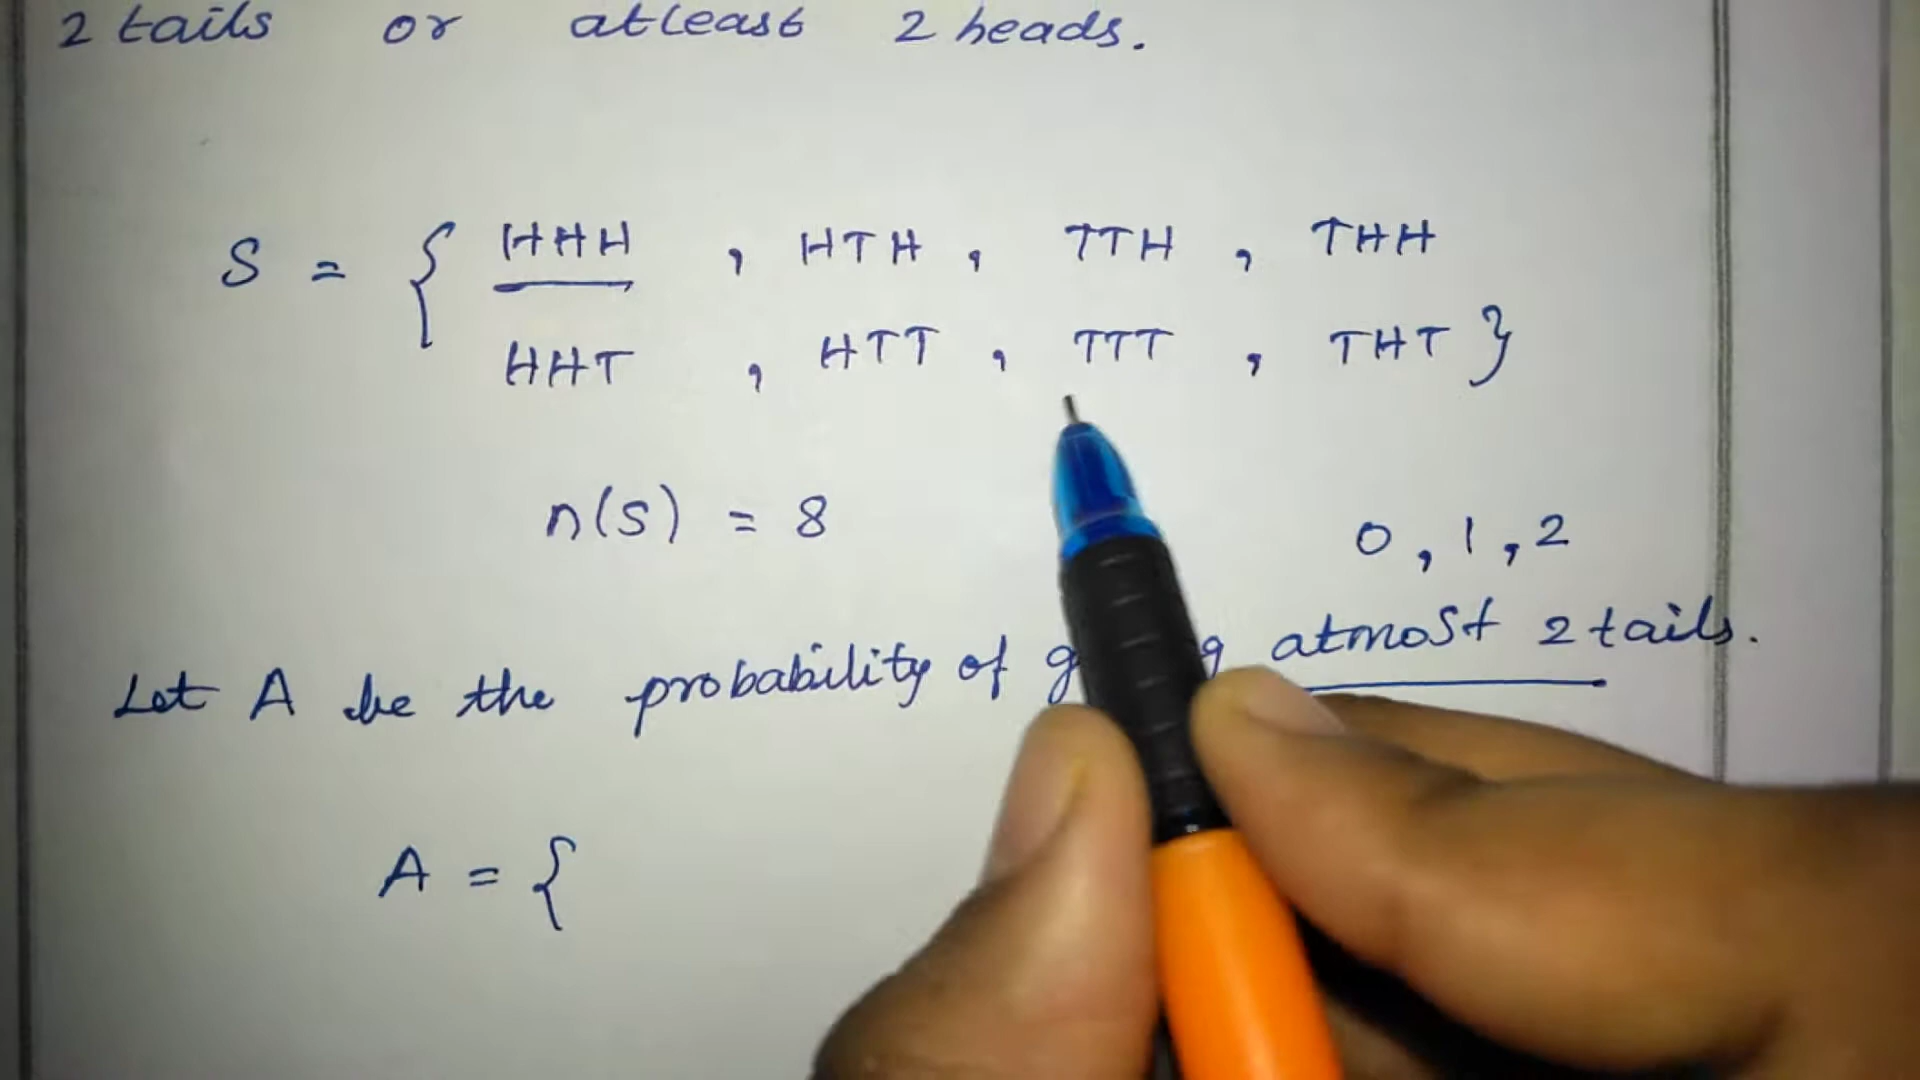 2 tails or atleast 2 heads.
S = { HHH , HTH , TTH , THH
HHT , HTT , TTT , THT }
n(S) = 8
0 , 1 , 2
Let A be the probability of atmost 2 tails.
A = {